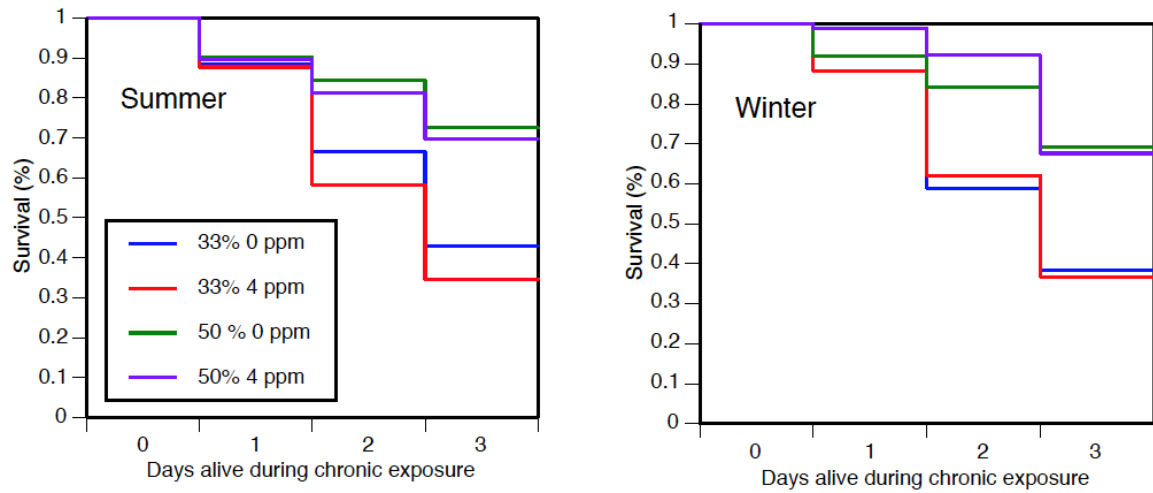 Summer
Survival (%)
1
0.9
0.8
0.7
0.6
0.5
0.4
0.3
0.2
0.1
0
33% 0 ppm
33% 4 ppm
50 % 0 ppm
50% 4 ppm
0 1 2 3
Days alive during chronic exposure
Winter
Survival (%)
1
0.9
0.8
0.7
0.6
0.5
0.4
0.3
0.2
0.1
0
0 1 2 3
Days alive during chronic exposure